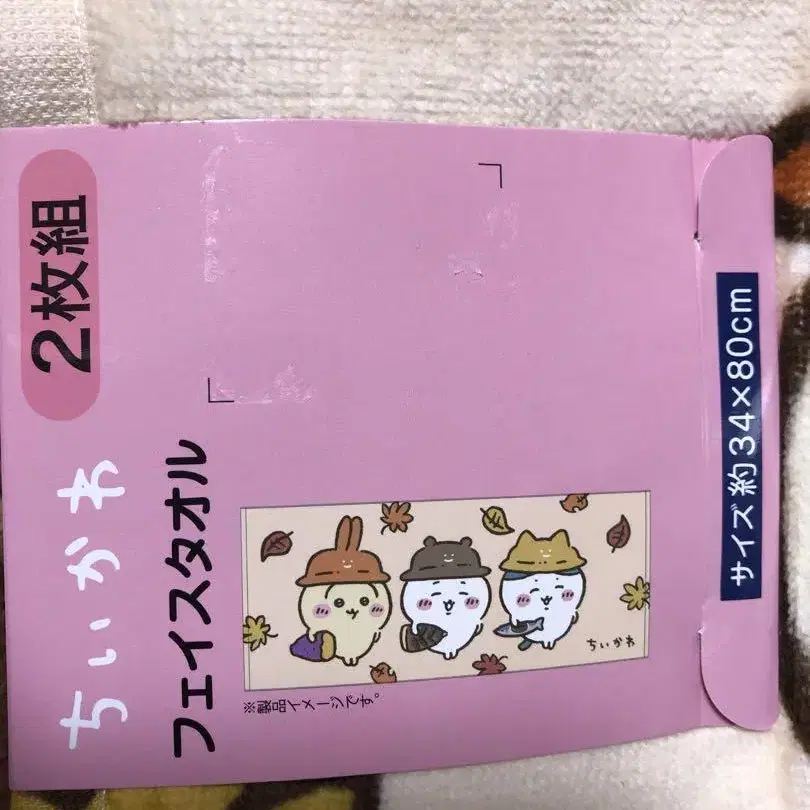 2枚組
ちいかわ
フェイスタオル
ちいかわ
※製品イメージです。
サイズ 約34×80cm